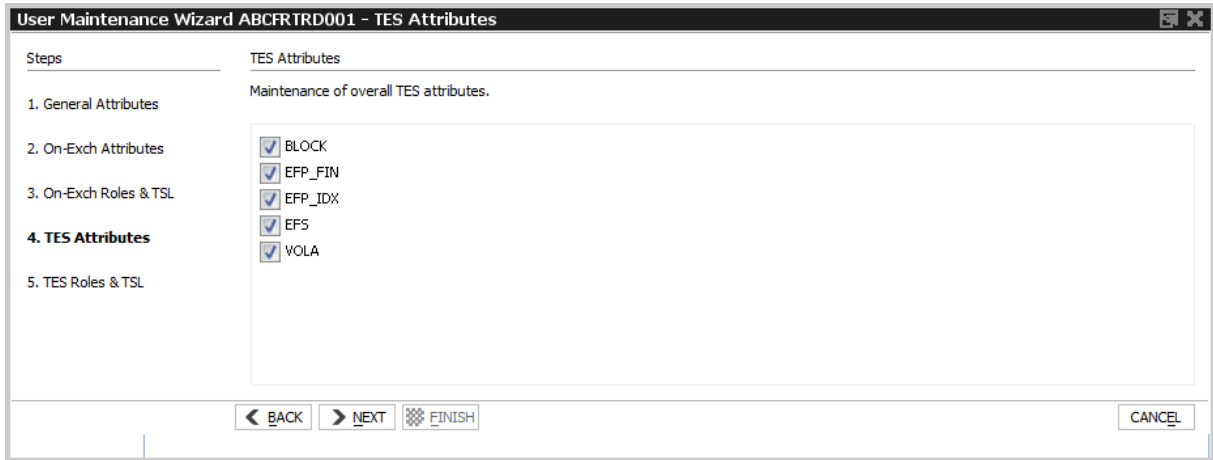 User Maintenance Wizard ABCFRTRD001 - TES Attributes
Steps
1. General Attributes
2. On-Exch Attributes
3. On-Exch Roles & TSL
4. TES Attributes
5. TES Roles & TSL
TES Attributes
Maintenance of overall TES attributes.
BLOCK
EFP_FIN
EFP_IDX
EFS
VOLA
BACK NEXT FINISH CANCEL